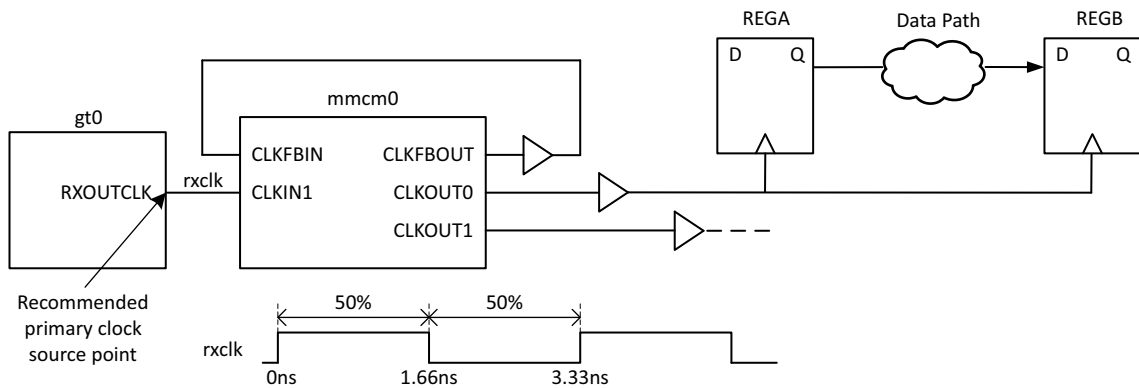 REGA
Data Path
REGB
D
Q
D
Q
mmcm0
gt0
CLKFBIN
CLKFBOUT
RXOUTCLK
rxclk
CLKIN1
CLKOUT0
CLKOUT1
Recommended
primary clock
source point
50%
50%
rxclk
0ns
1.66ns
3.33ns